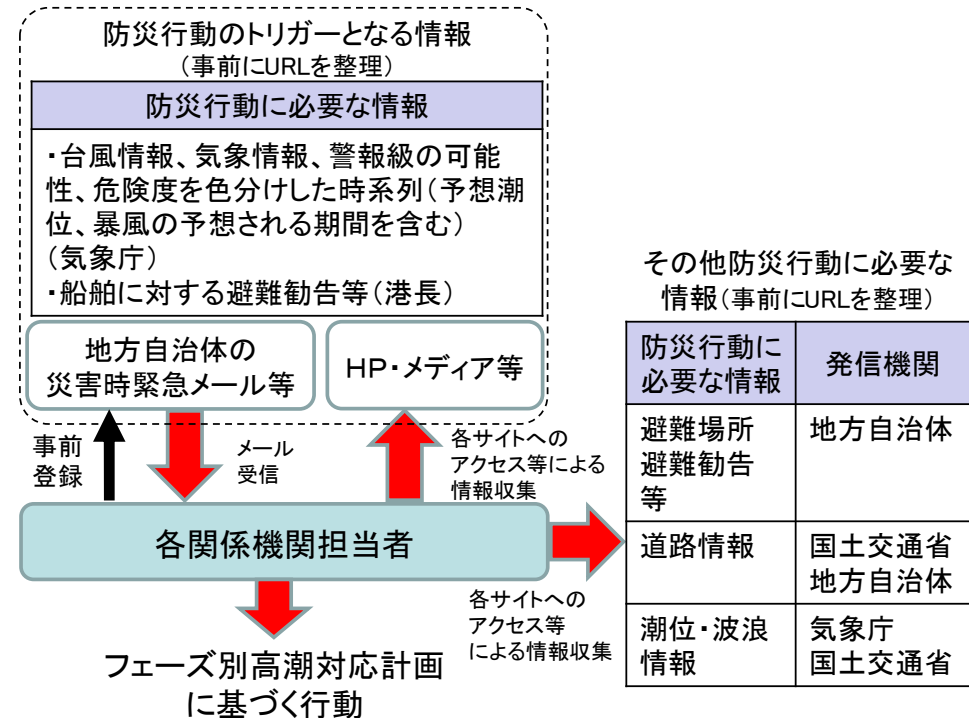 防災行動のトリガーとなる情報
(事前にURLを整理)
防災行動に必要な情報
・台風情報、気象情報、警報級の可能
性、危険度を色分けした時系列(予想潮
位、暴風の予想される期間を含む)
(気象庁)
・船舶に対する避難勧告等(港長)
地方自治体の
災害時緊急メール等
HP・メディア等
事前
登録
メール
受信
各サイトへの
アクセス等による
情報収集
各関係機関担当者
各サイトへの
アクセス等
による情報収集
フェーズ別高潮対応計画
に基づく行動
その他防災行動に必要な
情報(事前にURLを整理)
防災行動に
必要な情報
発信機関
避難場所
避難勧告
等
地方自治体
道路情報
国土交通省
地方自治体
潮位・波浪
情報
気象庁
国土交通省